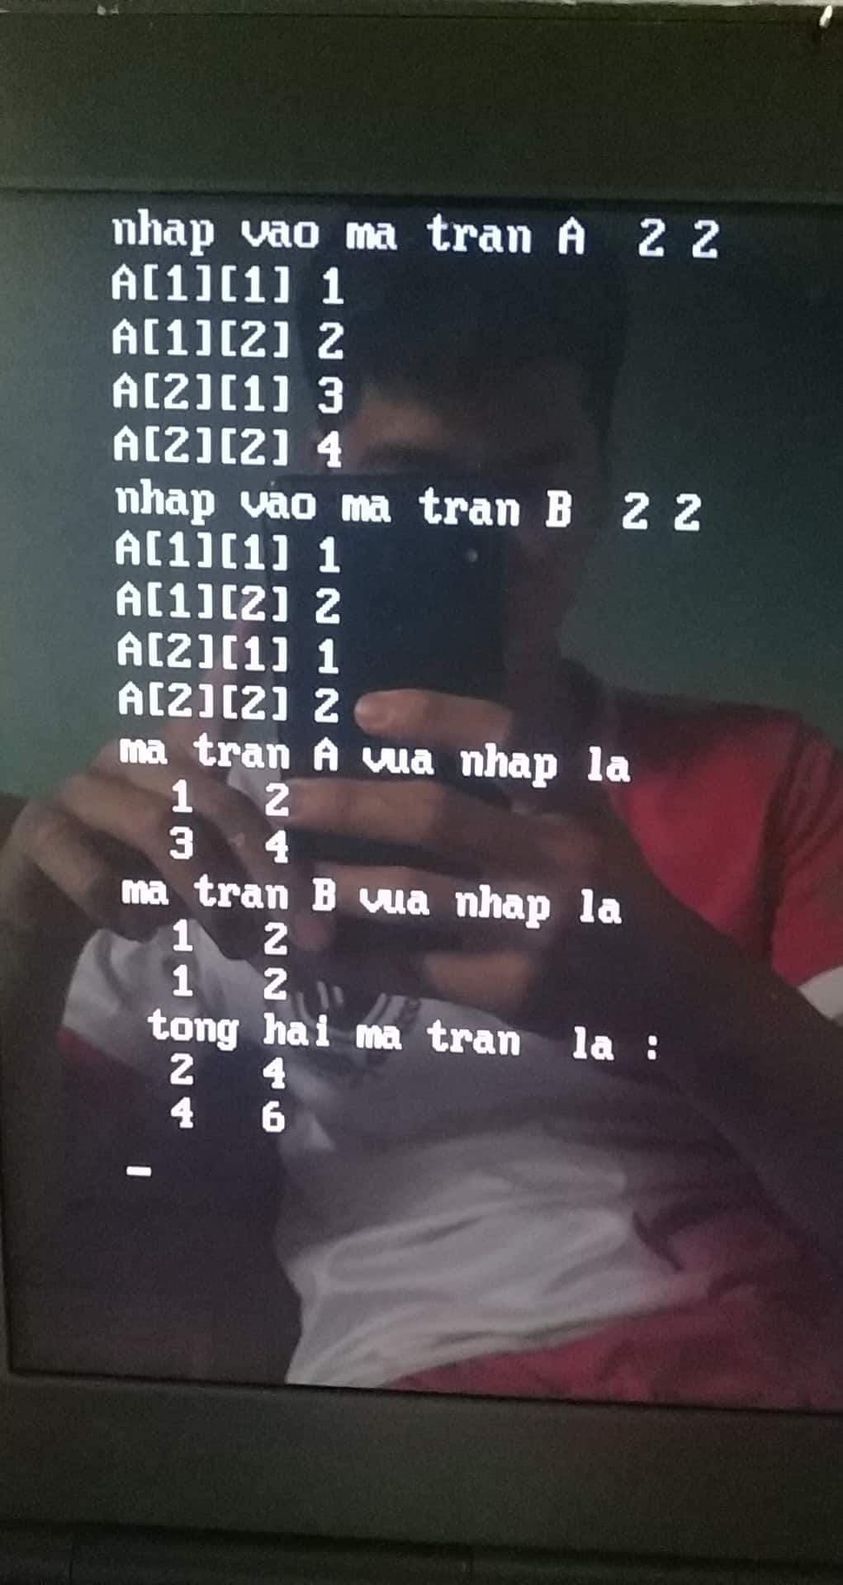 nhap vao ma tran A  2 2
A[1][1] 1
A[1][2] 2
A[2][1] 3
A[2][2] 4
nhap vao ma tran B  2 2
A[1][1] 1
A[1][2] 2
A[2][1] 1
A[2][2] 2
ma tran A vua nhap la
1 2
3 4
ma tran B vua nhap la
1 2
1 2
tong hai ma tran  la :
2 4
4 6
_